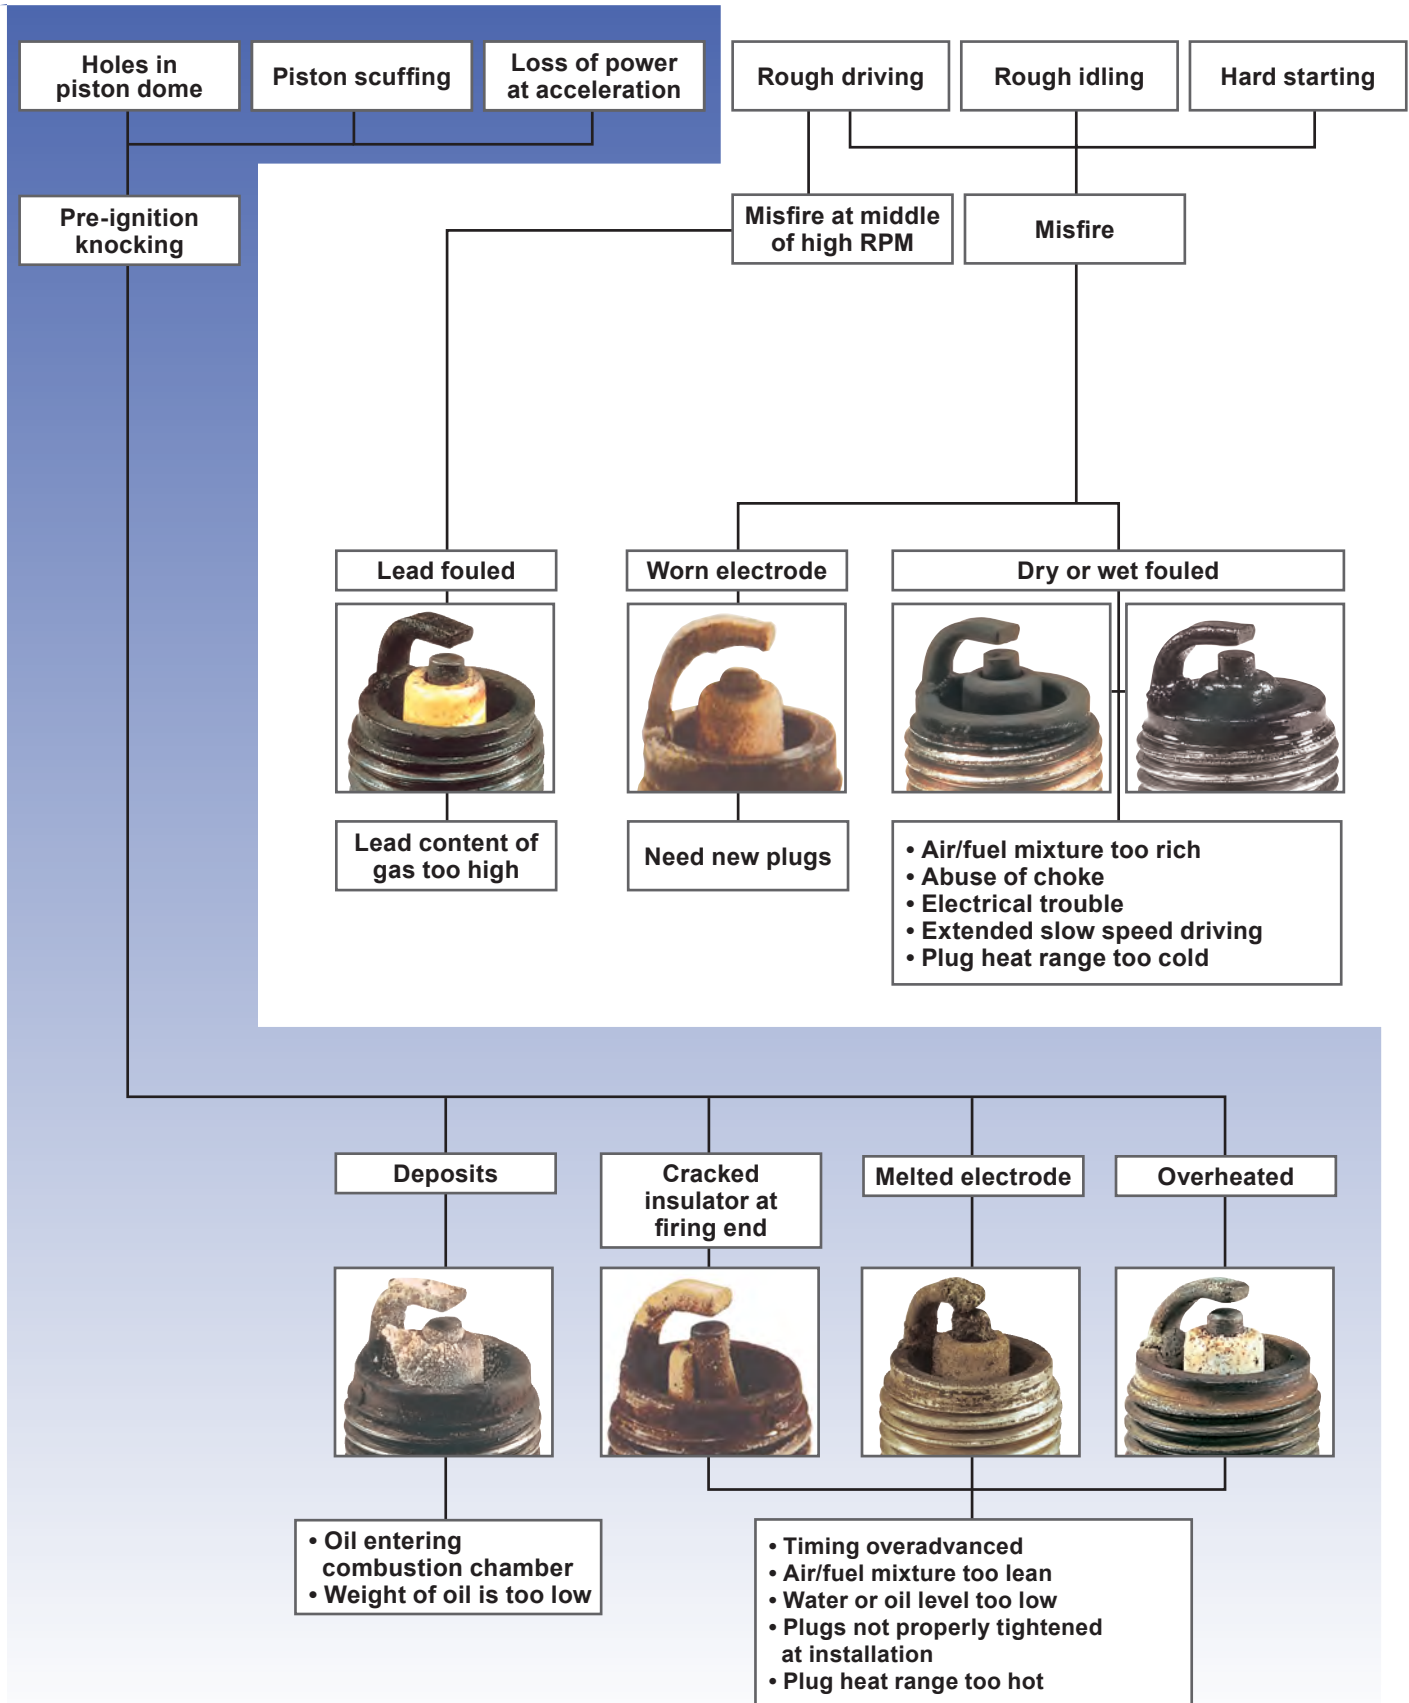 Holes in
piston dome
Piston scuffing
Loss of power
at acceleration
Rough driving
Rough idling
Hard starting
Pre-ignition
knocking
Misfire at middle
of high RPM
Misfire
Lead fouled
Worn electrode
Dry or wet fouled
Lead content of
gas too high
Need new plugs
• Air/fuel mixture too rich
• Abuse of choke
• Electrical trouble
• Extended slow speed driving
• Plug heat range too cold
Deposits
Cracked
insulator at
firing end
Melted electrode
Overheated
• Oil entering
combustion chamber
• Weight of oil is too low
• Timing overadvanced
• Air/fuel mixture too lean
• Water or oil level too low
• Plugs not properly tightened
at installation
• Plug heat range too hot